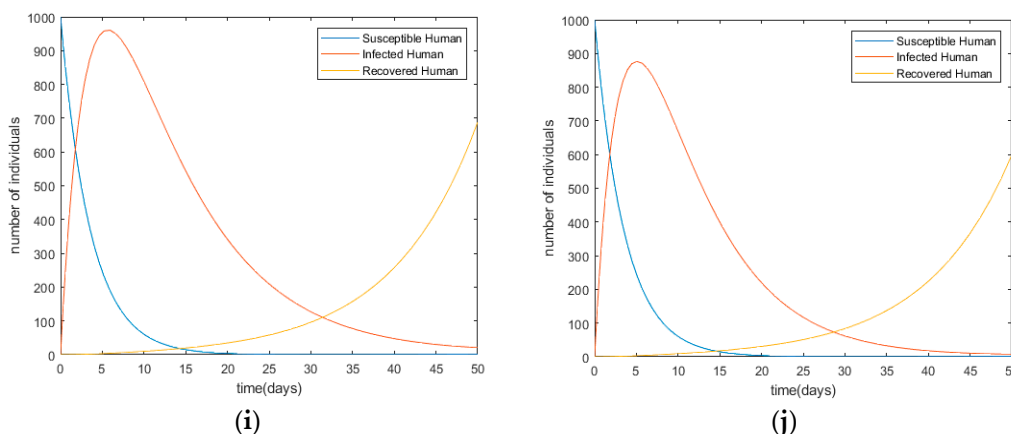 1000
900
800
700
600
500
400
300
200
100
0
number of individuals
0 5 10 15 20 25 30 35 40 45 50
time(days)
Susceptible Human
Infected Human
Recovered Human
(i)
1000
900
800
700
600
500
400
300
200
100
0
number of individuals
0 5 10 15 20 25 30 35 40 45 50
time(days)
Susceptible Human
Infected Human
Recovered Human
(j)